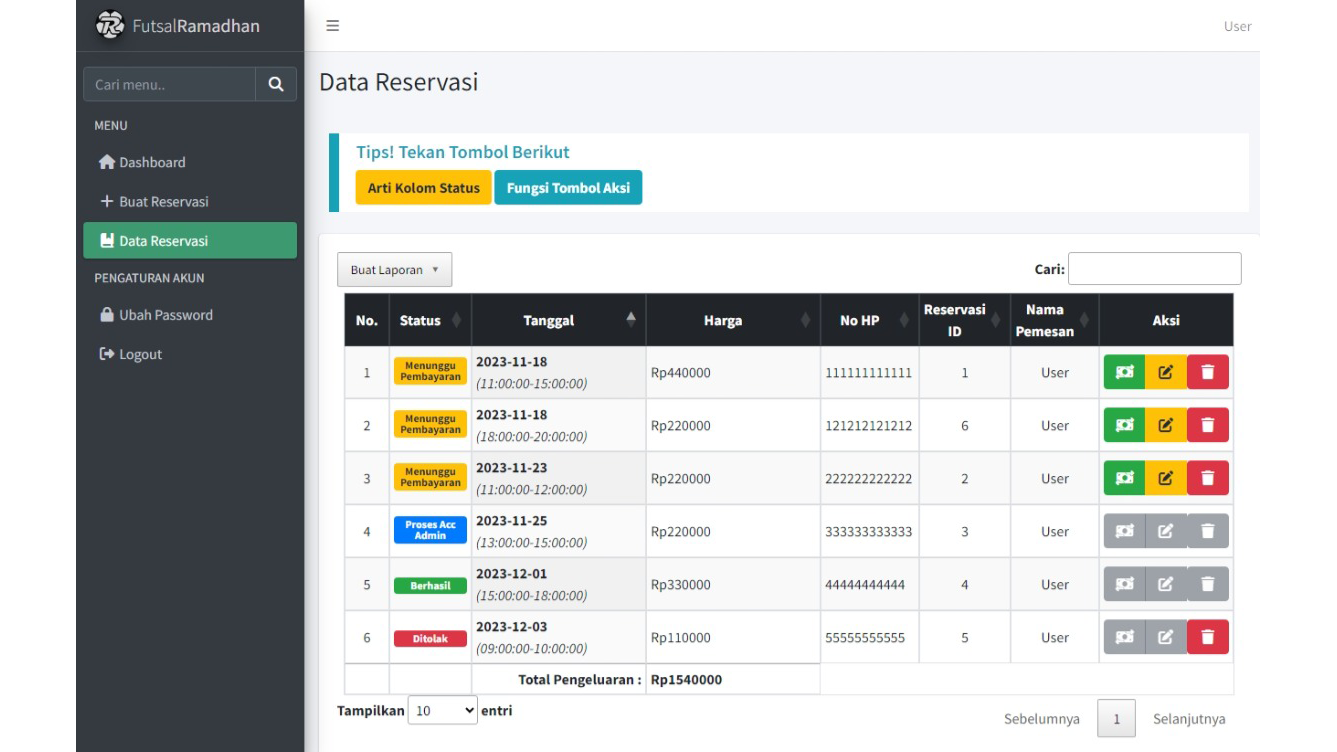 FutsalRamadhan
User
Cari menu..
MENU
Dashboard
Buat Reservasi
Data Reservasi
PENGATURAN AKUN
Ubah Password
Logout
Data Reservasi
Tips! Tekan Tombol Berikut
Arti Kolom Status Fungsi Tombol Aksi
Buat Laporan ▼ Cari:
No. Status Tanggal Harga No HP Reservasi ID Nama Pemesan Aksi
1 Menunggu Pembayaran 2023-11-18 (11:00:00-15:00:00) Rp440000 111111111111 1 User
2 Menunggu Pembayaran 2023-11-18 (18:00:00-20:00:00) Rp220000 121212121212 6 User
3 Menunggu Pembayaran 2023-11-23 (11:00:00-12:00:00) Rp220000 222222222222 2 User
4 Proses Acc Admin 2023-11-25 (13:00:00-15:00:00) Rp220000 333333333333 3 User
5 Berhasil 2023-12-01 (15:00:00-18:00:00) Rp330000 44444444444 4 User
6 Ditolak 2023-12-03 (09:00:00-10:00:00) Rp110000 55555555555 5 User
Total Pengeluaran : Rp1540000
Tampilkan 10 entri
Sebelumnya 1 Selanjutnya